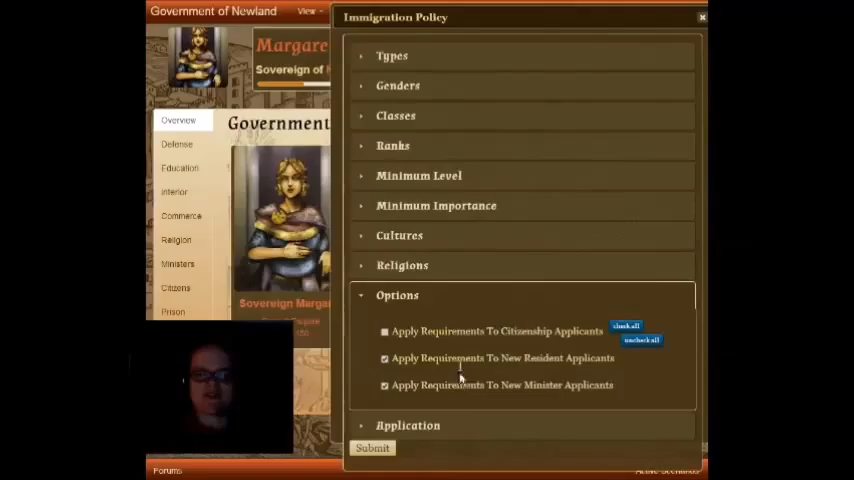 Government of Newland
View
Immigration Policy
Margare
Sovereign of
Types
Genders
Classes
Ranks
Minimum Level
Minimum Importance
Cultures
Religions
Options
Apply Requirements To Citizenship Applicants
check all
uncheck all
Apply Requirements To New Resident Applicants
Apply Requirements To New Minister Applicants
Application
Submit
Overview
Defense
Education
Interior
Commerce
Religion
Ministers
Citizens
Prison
Government
Sovereign Margar
Forums